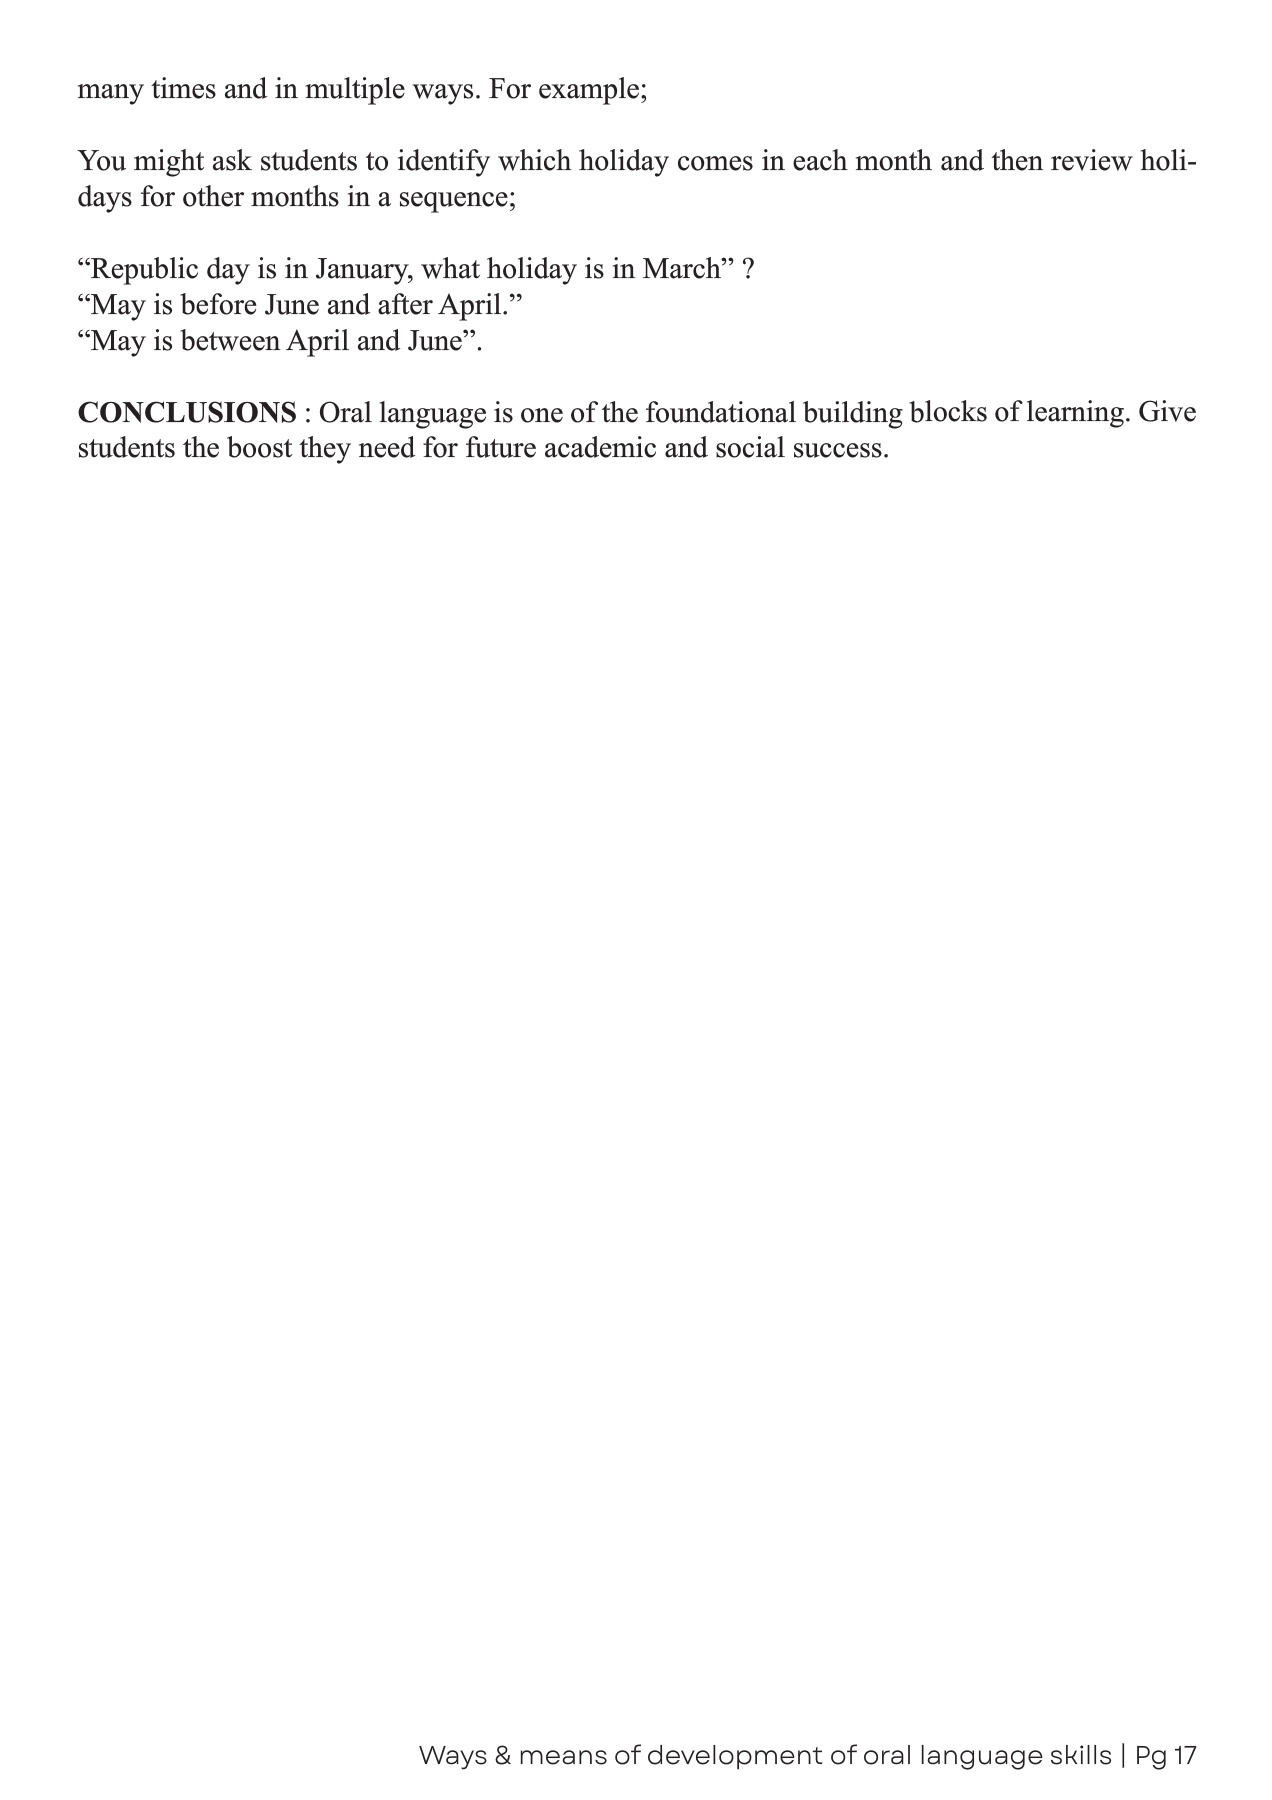 many times and in multiple ways. For example;
You might ask students to identify which holiday comes in each month and then review holi-
days for other months in a sequence;
“Republic day is in January, what holiday is in March” ?
“May is before June and after April.”
“May is between April and June”.
CONCLUSIONS : Oral language is one of the foundational building blocks of learning. Give
students the boost they need for future academic and social success.
Ways & means of development of oral language skills | Pg 17